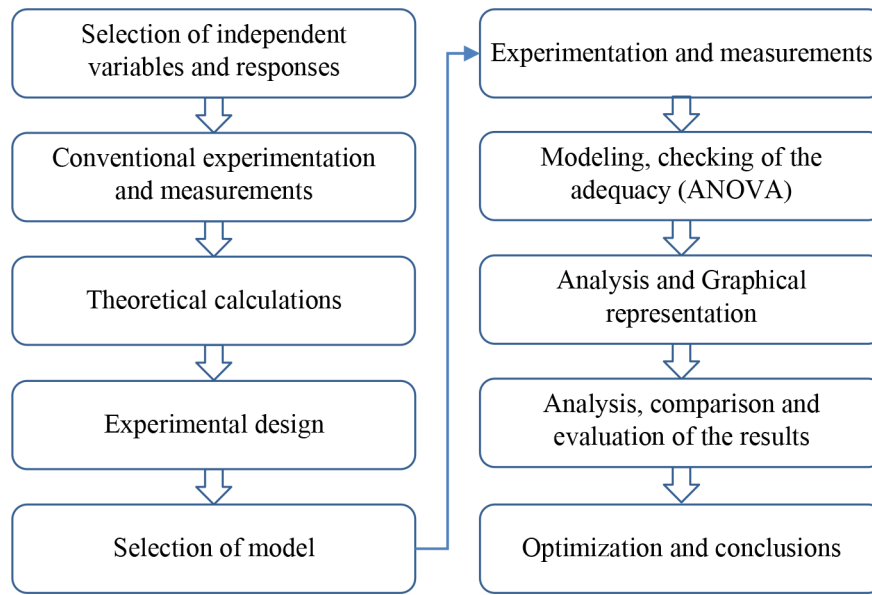 Selection of independent
variables and responses
Conventional experimentation
and measurements
Theoretical calculations
Experimental design
Selection of model
Experimentation and measurements
Modeling, checking of the
adequacy (ANOVA)
Analysis and Graphical
representation
Analysis, comparison and
evaluation of the results
Optimization and conclusions